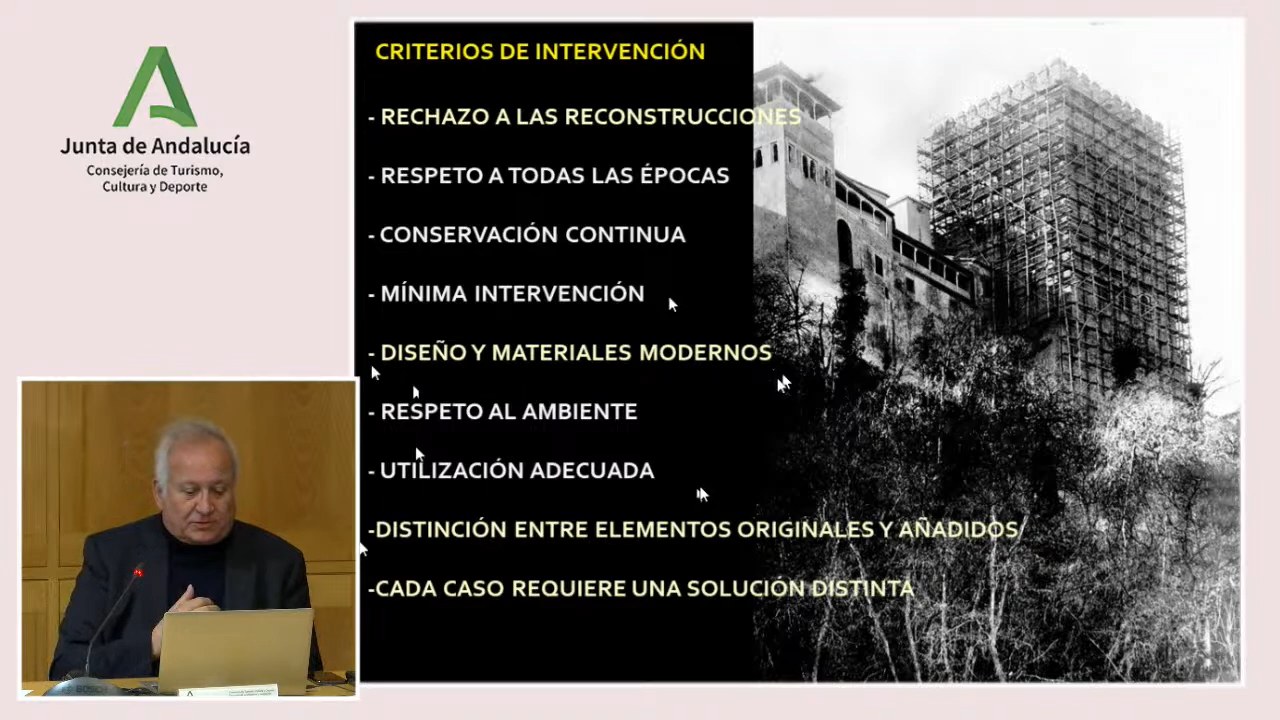 Junta de Andalucía
Consejería de Turismo,
Cultura y Deporte
CRITERIOS DE INTERVENCIÓN
- RECHAZO A LAS RECONSTRUCCIONES
- RESPETO A TODAS LAS ÉPOCAS
- CONSERVACIÓN CONTINUA
- MÍNIMA INTERVENCIÓN
- DISEÑO Y MATERIALES MODERNOS
- RESPETO AL AMBIENTE
- UTILIZACIÓN ADECUADA
-DISTINCIÓN ENTRE ELEMENTOS ORIGINALES Y AÑADIDOS
-CADA CASO REQUIERE UNA SOLUCIÓN DISTINTA